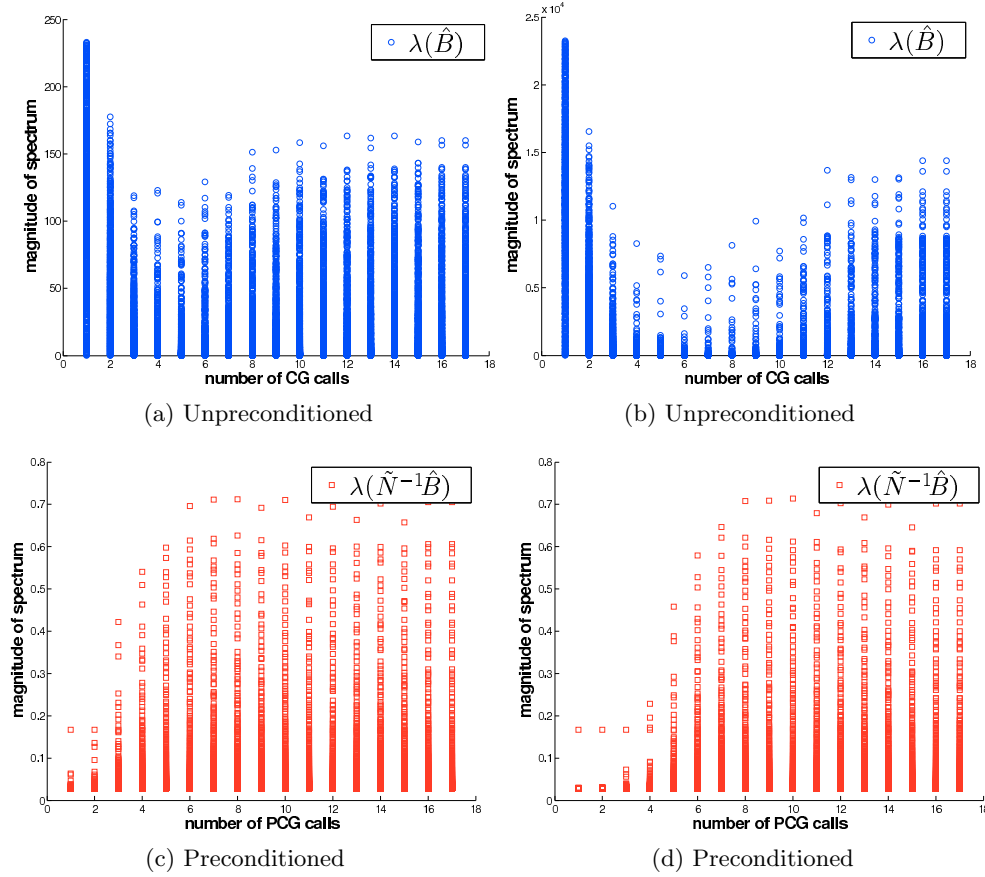 250
200
150
100
50
0
0 2 4 6 8 10 12 14 16 18
magnitude of spectrum
number of CG calls
λ(B̂)
(a) Unpreconditioned
2.5 x 10⁴
2
1.5
1
0.5
0
0 2 4 6 8 10 12 14 16 18
magnitude of spectrum
number of CG calls
λ(B̂)
(b) Unpreconditioned
0.8
0.7
0.6
0.5
0.4
0.3
0.2
0.1
0
0 2 4 6 8 10 12 14 16 18
magnitude of spectrum
number of PCG calls
λ(Ñ⁻¹B̂)
(c) Preconditioned
0.8
0.7
0.6
0.5
0.4
0.3
0.2
0.1
0
0 2 4 6 8 10 12 14 16 18
magnitude of spectrum
number of PCG calls
λ(Ñ⁻¹B̂)
(d) Preconditioned